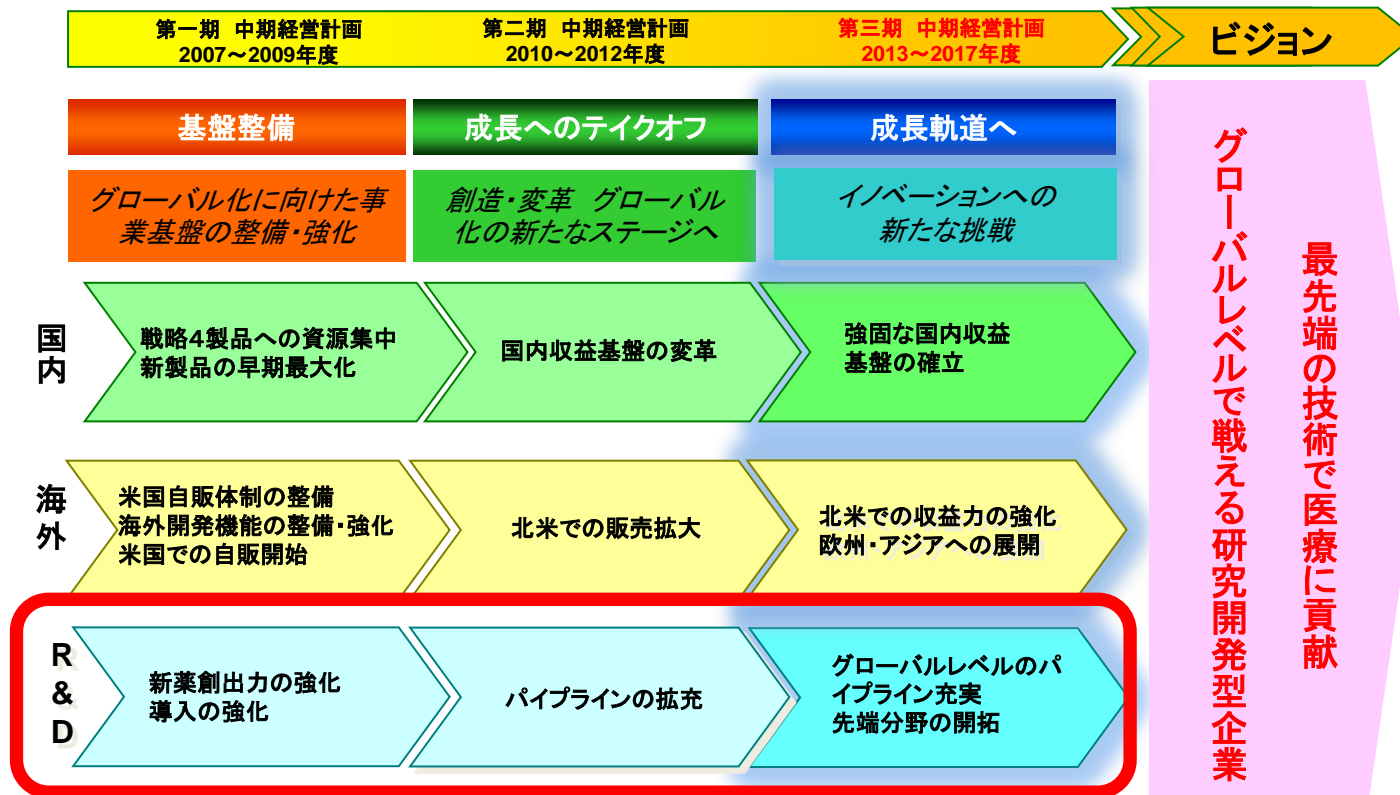 第一期 中期経営計画
2007～2009年度
第二期 中期経営計画
2010～2012年度
第三期 中期経営計画
2013～2017年度
ビジョン
基盤整備
成長へのテイクオフ
成長軌道へ
グローバル化に向けた事
業基盤の整備・強化
創造・変革 グローバル
化の新たなステージへ
イノベーションへの
新たな挑戦
国内
戦略4製品への資源集中
新製品の早期最大化
国内収益基盤の変革
強固な国内収益
基盤の確立
海外
米国自販体制の整備
海外開発機能の整備・強化
米国での自販開始
北米での販売拡大
北米での収益力の強化
欧州・アジアへの展開
R&D
新薬創出力の強化
導入の強化
パイプラインの拡充
グローバルレベルのパ
イプライン充実
先端分野の開拓
最先端の技術で医療に貢献
グローバルレベルで戦える研究開発型企業